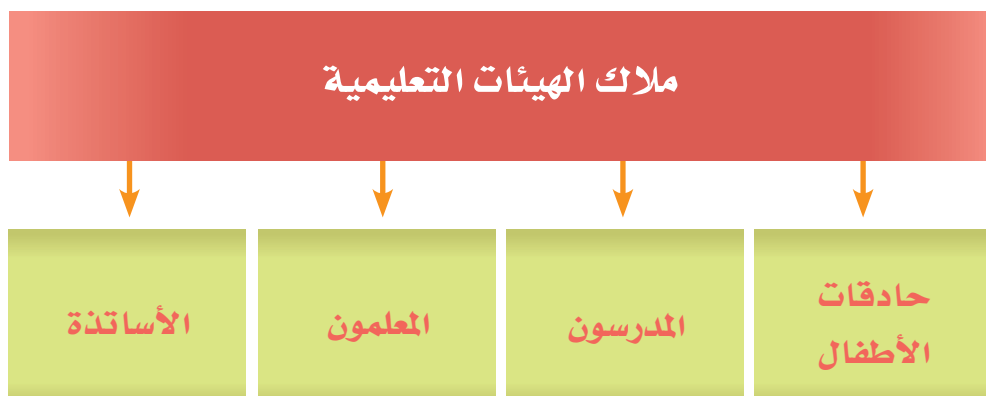 ملاك الهيئات التعليمية
حادقات
الأطفال
المدرسون
المعلمون
الأساتذة